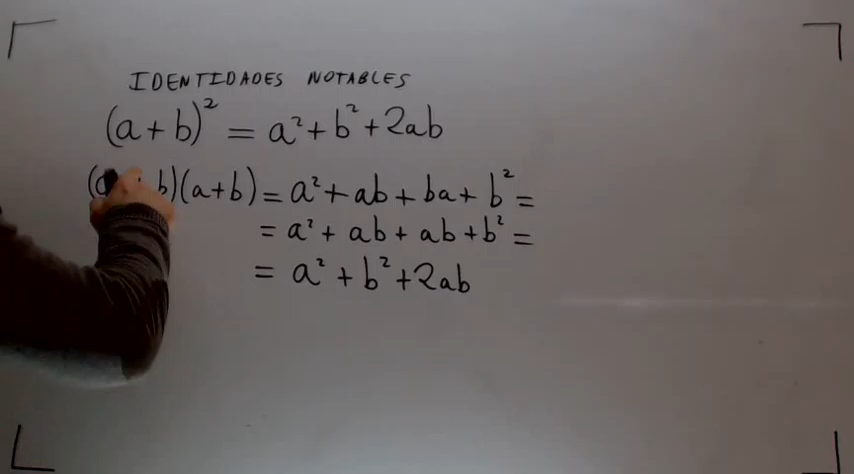 IDENTIDADES NOTABLES
(a+b)² = a²+b²+2ab
( b)(a+b) = a²+ab+ba+b² =
= a²+ab+ab+b² =
= a²+b²+2ab